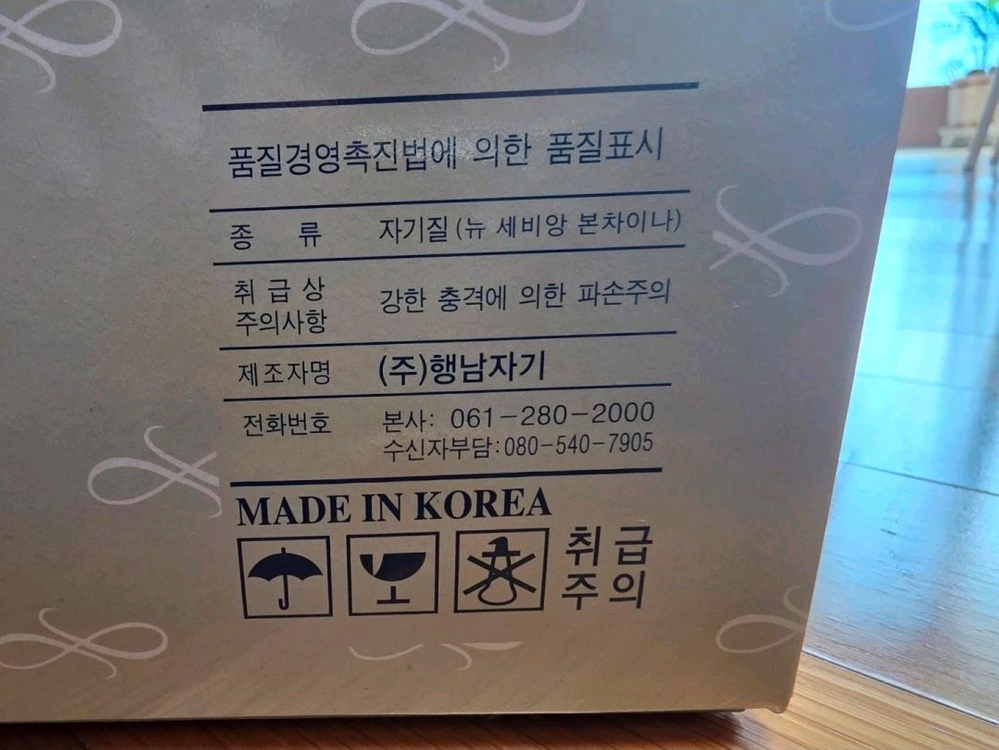 품질경영촉진법에 의한 품질표시
종 류 자기질 (뉴 세비앙 본차이나)
취급상 주의사항 강한 충격에 의한 파손주의
제조자명 (주)행남자기
전화번호 본사: 061-280-2000
수신자부담:080-540-7905
MADE IN KOREA
취급
주의